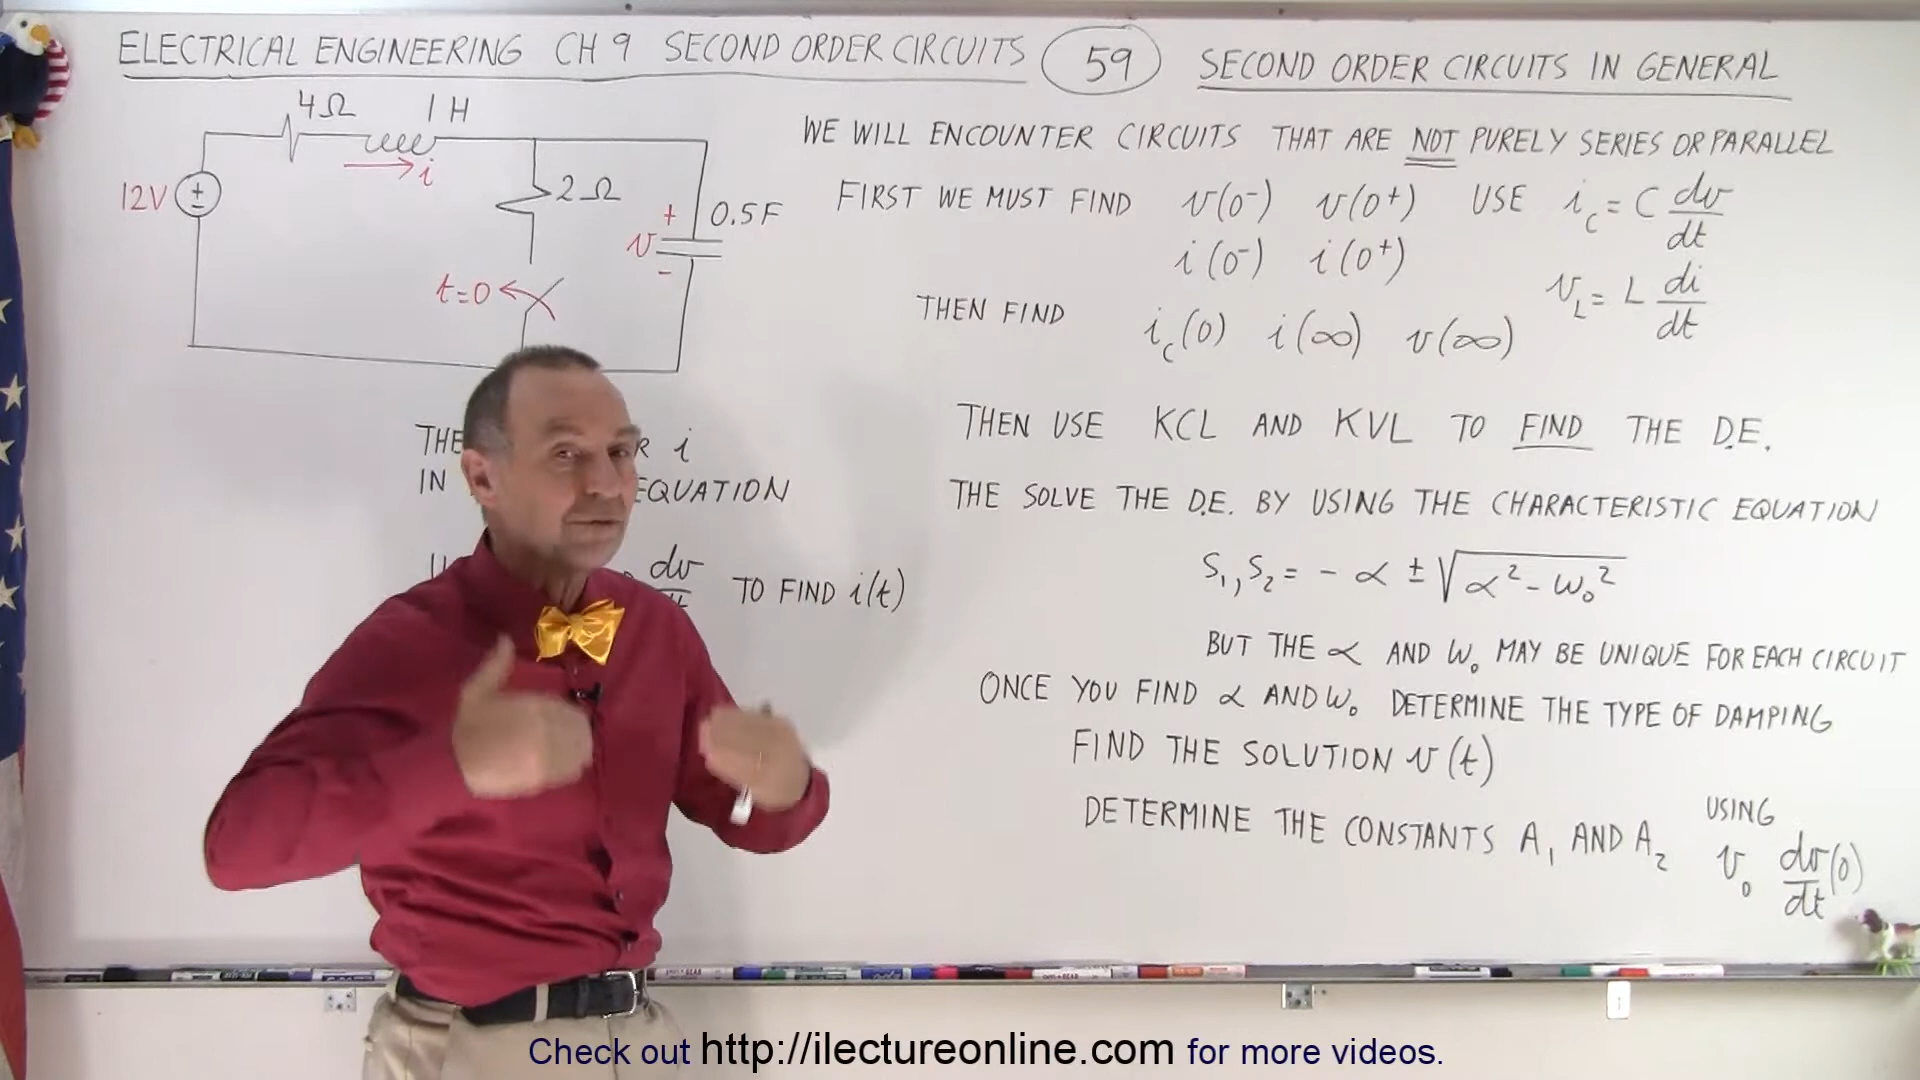 ELECTRICAL ENGINEERING CH 9 SECOND ORDER CIRCUITS 59 SECOND ORDER CIRCUITS IN GENERAL
4Ω 1 H
i
12V
+
-
2Ω
+
v
-
0.5F
t=0
WE WILL ENCOUNTER CIRCUITS THAT ARE NOT PURELY SERIES OR PARALLEL
FIRST WE MUST FIND v(0⁻) v(0⁺) USE i_C = C dv/dt
i(0⁻) i(0⁺) v_L = L di/dt
THEN FIND i_C(0) i(∞) v(∞)
THEN USE KCL AND KVL TO FIND THE D.E.
THE SOLVE THE D.E. BY USING THE CHARACTERISTIC EQUATION
S₁, S₂ = - α ± √(α² - ω₀²)
BUT THE α AND ω₀ MAY BE UNIQUE FOR EACH CIRCUIT
ONCE YOU FIND α AND ω₀ DETERMINE THE TYPE OF DAMPING
FIND THE SOLUTION v(t)
DETERMINE THE CONSTANTS A₁ AND A₂ USING v₀ dv/dt(0)
THE R i
IN EQUATION
dv TO FIND i(t)
Check out http://ilectureonline.com for more videos.